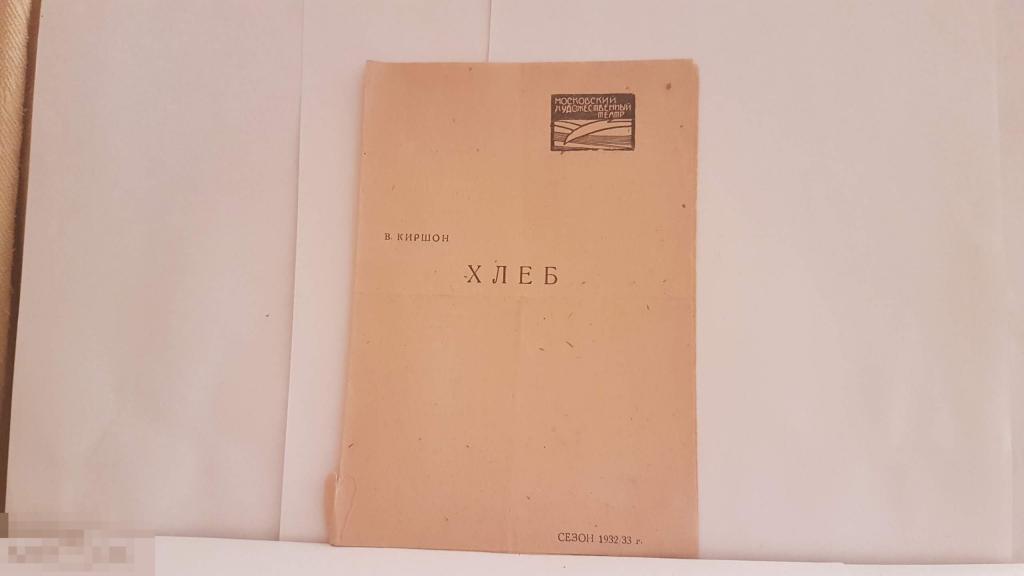 МОСКОВСКИЙ
ХУДОЖЕСТВЕННЫЙ
ТЕАТР
В. КИРШОН
ХЛЕБ
СЕЗОН 1932/33 г.